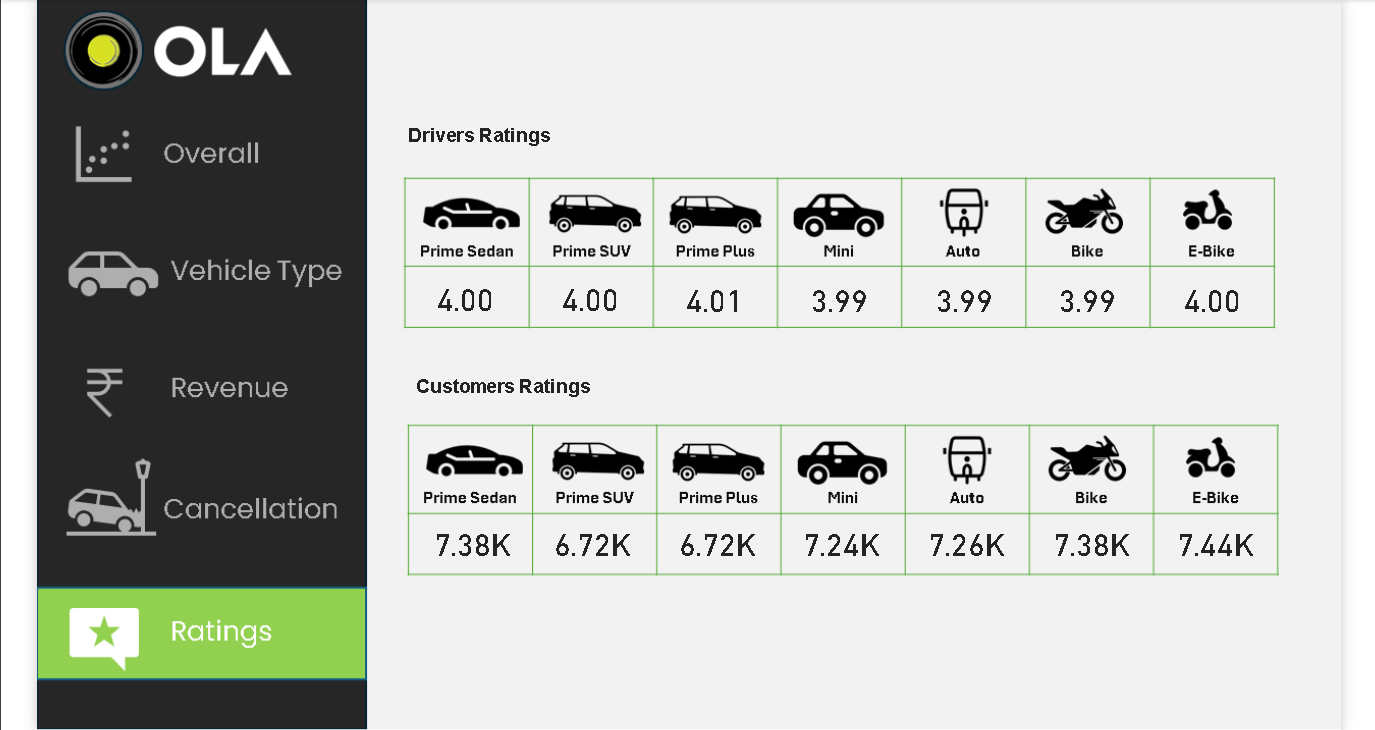 OLA
Overall
Vehicle Type
Revenue
Cancellation
Ratings
Drivers Ratings
Prime Sedan Prime SUV Prime Plus Mini Auto Bike E-Bike
4.00 4.00 4.01 3.99 3.99 3.99 4.00
Customers Ratings
Prime Sedan Prime SUV Prime Plus Mini Auto Bike E-Bike
7.38K 6.72K 6.72K 7.24K 7.26K 7.38K 7.44K